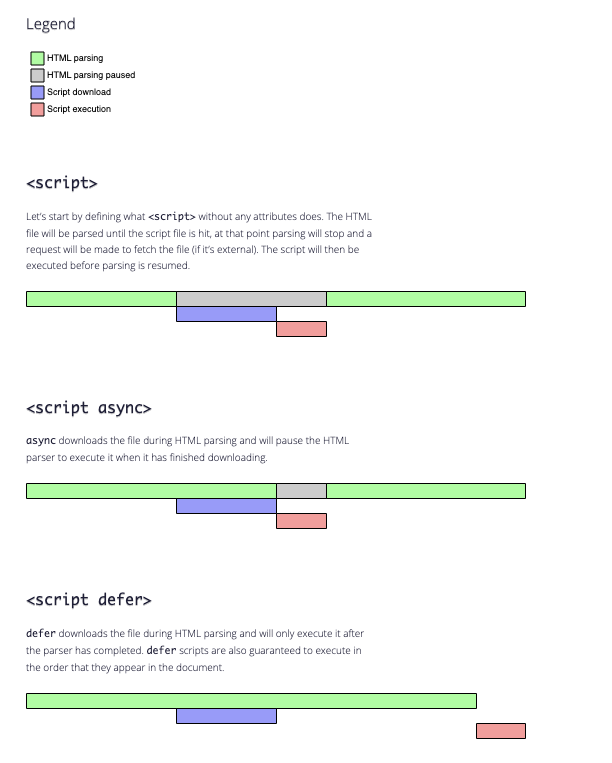 Legend
HTML parsing
HTML parsing paused
Script download
Script execution
<script>
Let's start by defining what <script> without any attributes does. The HTML
file will be parsed until the script file is hit, at that point parsing will stop and a
request will be made to fetch the file (if it's external). The script will then be
executed before parsing is resumed.
<script async>
async downloads the file during HTML parsing and will pause the HTML
parser to execute it when it has finished downloading.
<script defer>
defer downloads the file during HTML parsing and will only execute it after
the parser has completed. defer scripts are also guaranteed to execute in
the order that they appear in the document.